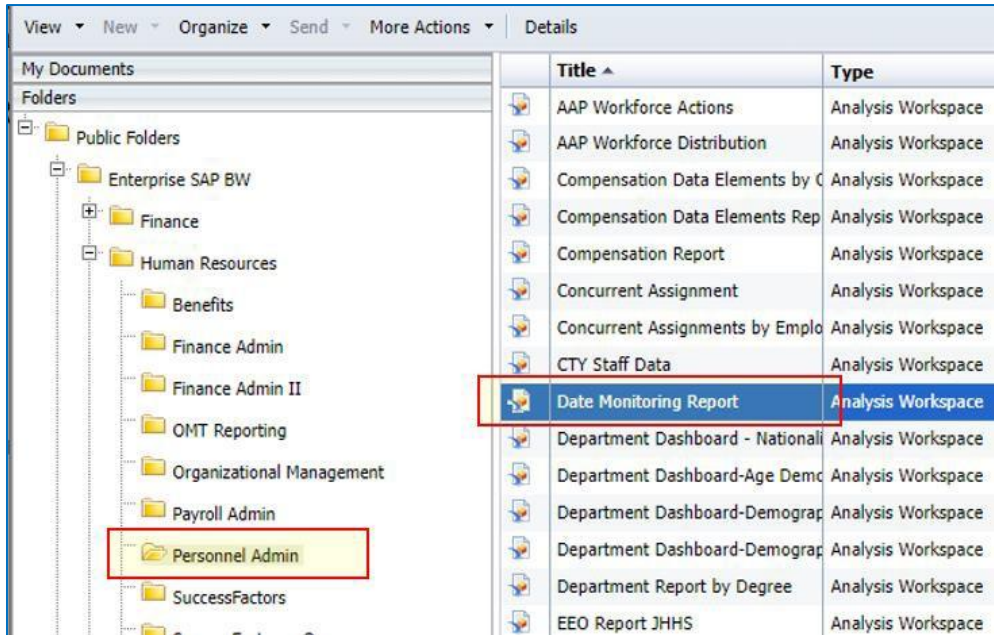 View New Organize Send More Actions Details
My Documents
Folders
Public Folders
Enterprise SAP BW
Finance
Human Resources
Benefits
Finance Admin
Finance Admin II
OMT Reporting
Organizational Management
Payroll Admin
Personnel Admin
SuccessFactors
Title Type
AAP Workforce Actions Analysis Workspace
AAP Workforce Distribution Analysis Workspace
Compensation Data Elements by Analysis Workspace
Compensation Data Elements Rep Analysis Workspace
Compensation Report Analysis Workspace
Concurrent Assignment Analysis Workspace
Concurrent Assignments by Emplo Analysis Workspace
CTY Staff Data Analysis Workspace
Date Monitoring Report Analysis Workspace
Department Dashboard - Nationali Analysis Workspace
Department Dashboard-Age Demo Analysis Workspace
Department Dashboard-Demograp Analysis Workspace
Department Dashboard-Demograp Analysis Workspace
Department Report by Degree Analysis Workspace
EEO Report JHHS Analysis Workspace